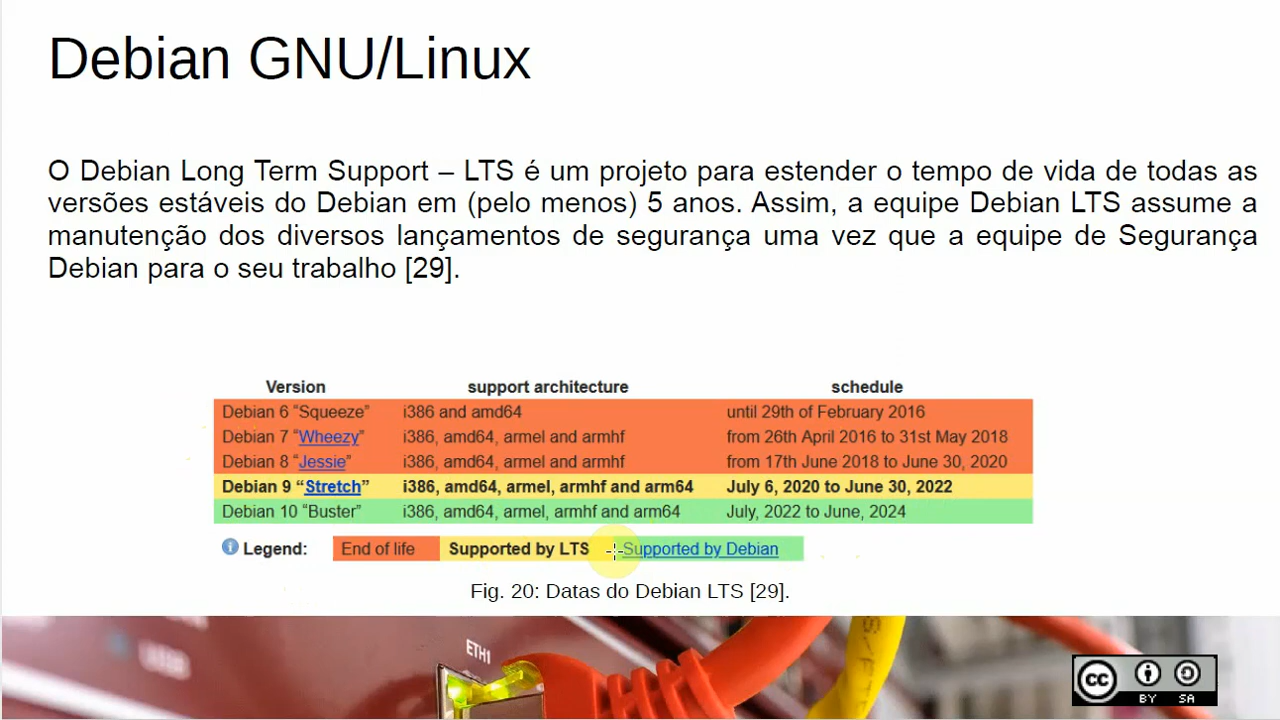 Debian GNU/Linux
O Debian Long Term Support – LTS é um projeto para estender o tempo de vida de todas as
versões estáveis do Debian em (pelo menos) 5 anos. Assim, a equipe Debian LTS assume a
manutenção dos diversos lançamentos de segurança uma vez que a equipe de Segurança
Debian para o seu trabalho [29].
Version support architecture schedule
Debian 6 “Squeeze” i386 and amd64 until 29th of February 2016
Debian 7 “Wheezy” i386, amd64, armel and armhf from 26th April 2016 to 31st May 2018
Debian 8 “Jessie” i386, amd64, armel and armhf from 17th June 2018 to June 30, 2020
Debian 9 “Stretch” i386, amd64, armel, armhf and arm64 July 6, 2020 to June 30, 2022
Debian 10 “Buster” i386, amd64, armel, armhf and arm64 July, 2022 to June, 2024
Legend: End of life Supported by LTS Supported by Debian
Fig. 20: Datas do Debian LTS [29].
ETH1
cc BY SA